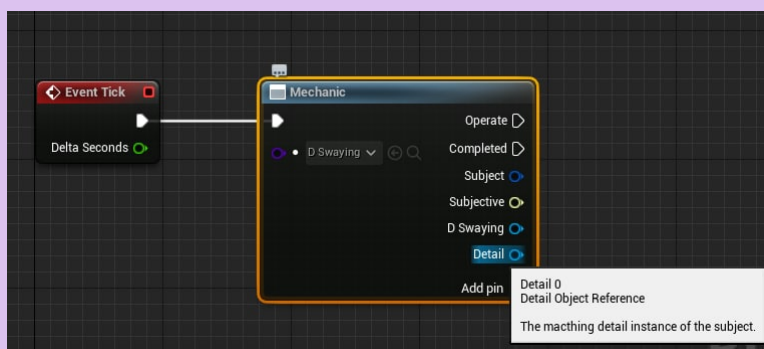 Event Tick
Delta Seconds
Mechanic
Operate
D Swaying
Completed
Subject
Subjective
D Swaying
Detail
Add pin
Detail 0
Detail Object Reference
The macthing detail instance of the subject.